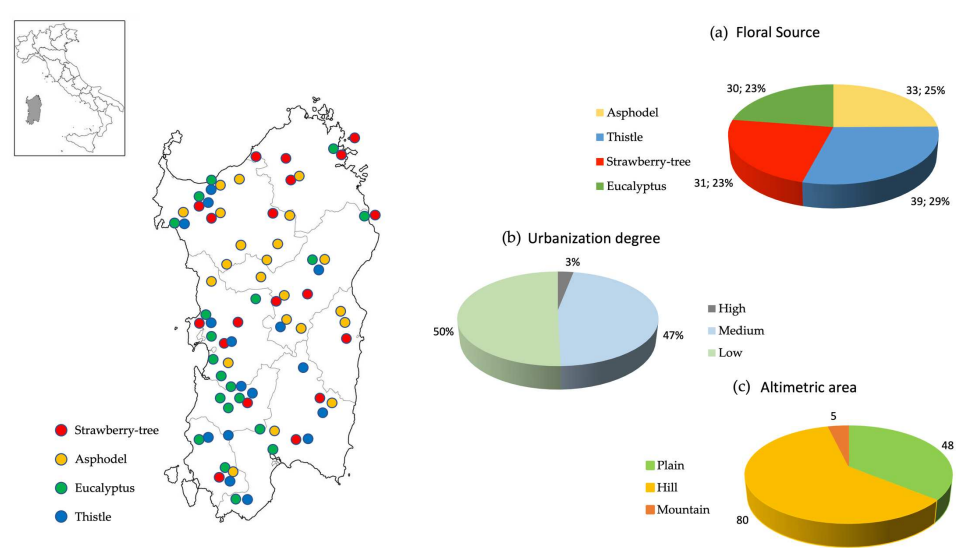 (a) Floral Source
30; 23%
33; 25%
Asphodel
Thistle
Strawberry-tree
Eucalyptus
31; 23%
39; 29%
(b) Urbanization degree
3%
50%
47%
High
Medium
Low
(c) Altimetric area
5
48
Plain
Hill
Mountain
80
Strawberry-tree
Asphodel
Eucalyptus
Thistle